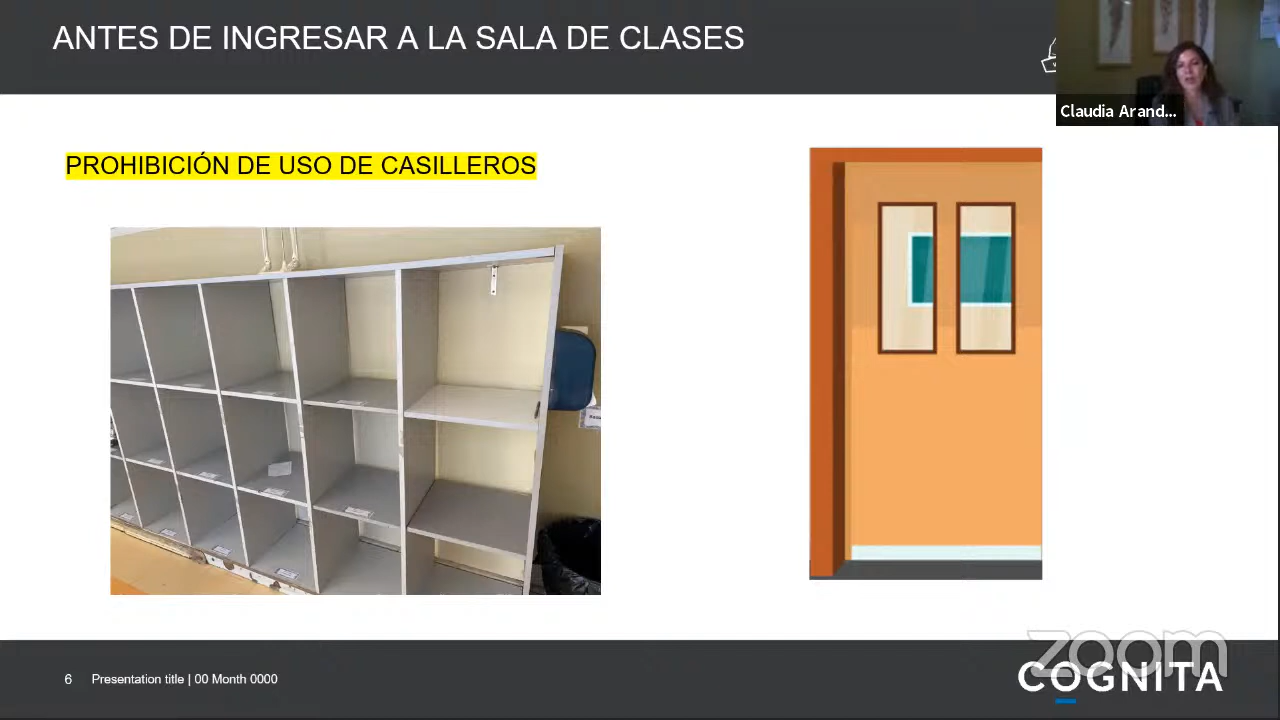 ANTES DE INGRESAR A LA SALA DE CLASES
Claudia Arand...
PROHIBICIÓN DE USO DE CASILLEROS
zoom
6 Presentation title | 00 Month 0000
COGNITA